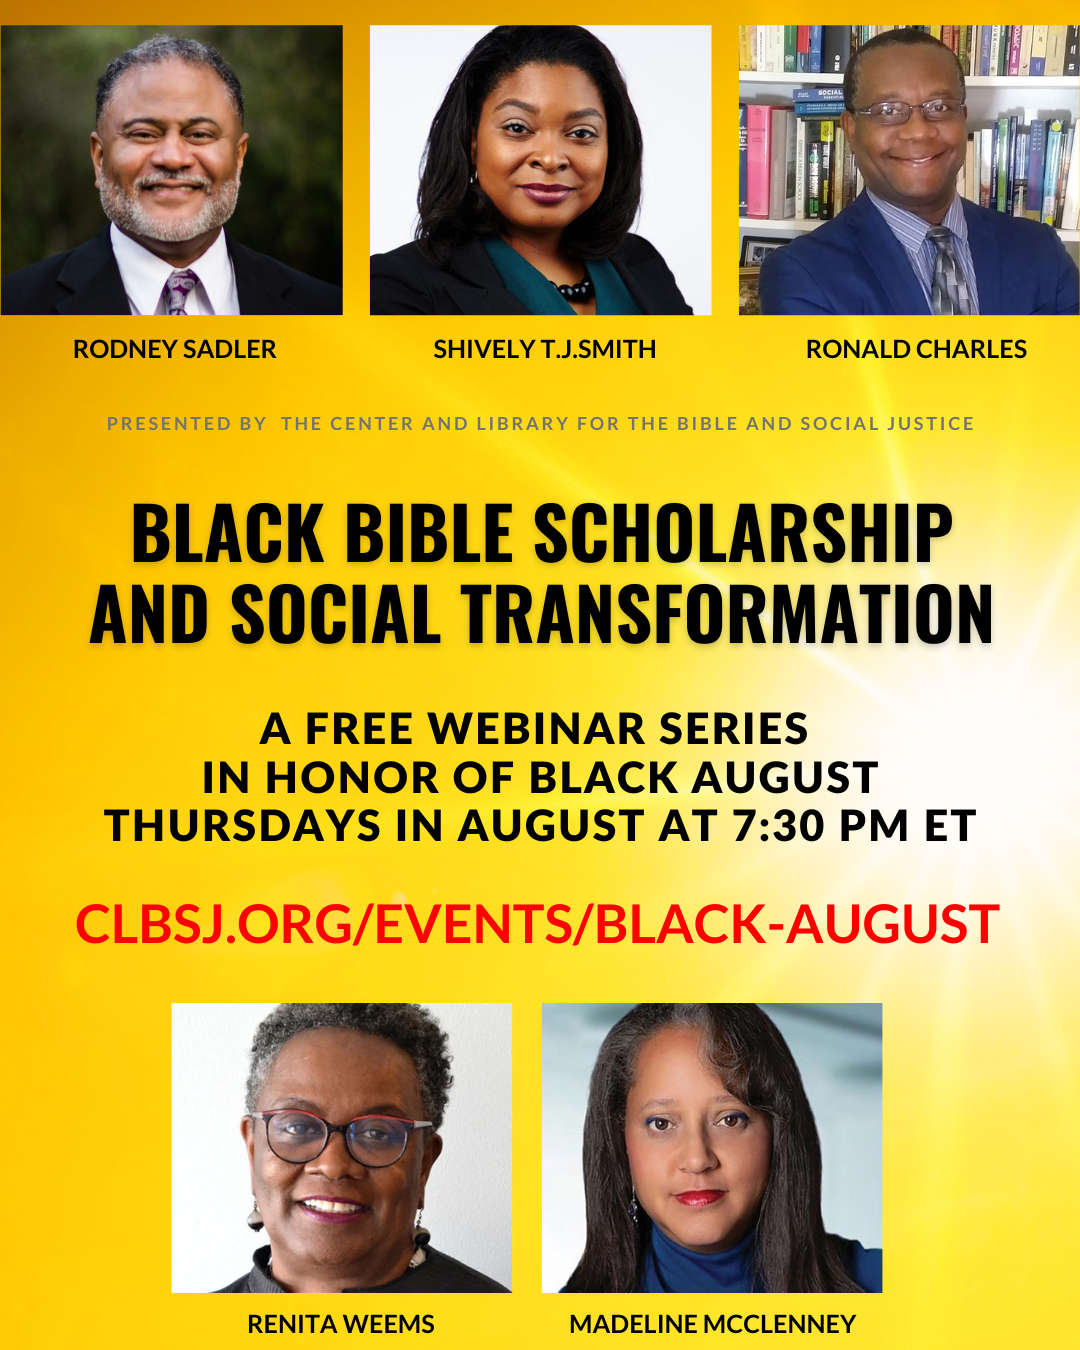 RODNEY SADLER
SHIVELY T.J.SMITH
RONALD CHARLES
PRESENTED BY THE CENTER AND LIBRARY FOR THE BIBLE AND SOCIAL JUSTICE
BLACK BIBLE SCHOLARSHIP
AND SOCIAL TRANSFORMATION
A FREE WEBINAR SERIES
IN HONOR OF BLACK AUGUST
THURSDAYS IN AUGUST AT 7:30 PM ET
CLBSJ.ORG/EVENTS/BLACK-AUGUST
RENITA WEEMS
MADELINE MCCLENNEY